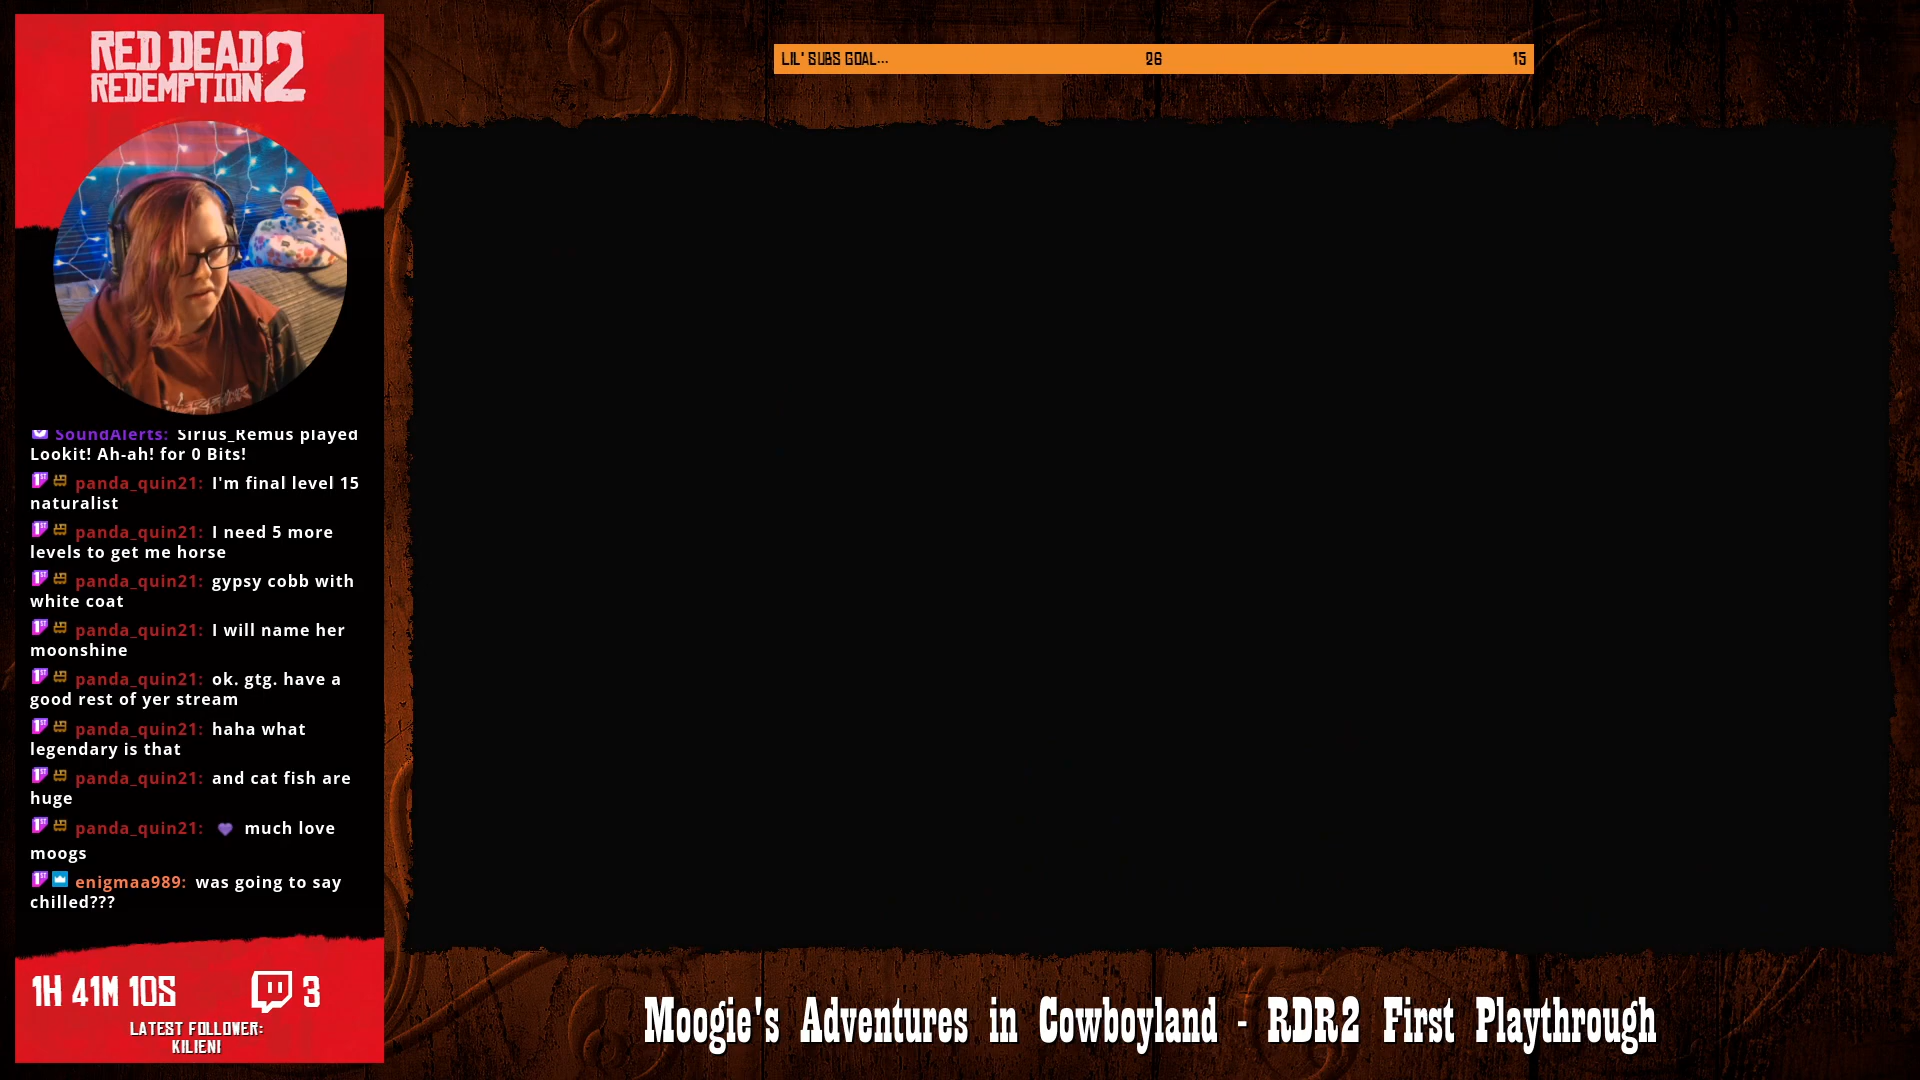 RED DEAD
REDEMPTION 2
LIL' SUBS GOAL... 26 15
SoundAlerts: Sirius_Remus played
Lookit! Ah-ah! for 0 Bits!
panda_quin21: I'm final level 15
naturalist
panda_quin21: I need 5 more
levels to get me horse
panda_quin21: gypsy cobb with
white coat
panda_quin21: I will name her
moonshine
panda_quin21: ok. gtg. have a
good rest of yer stream
panda_quin21: haha what
legendary is that
panda_quin21: and cat fish are
huge
panda_quin21: 💜 much love
moogs
enigmaa989: was going to say
chilled???
1H 41M 10S 3
LATEST FOLLOWER:
KILIENI
Moogie's Adventures in Cowboyland - RDR2 First Playthrough